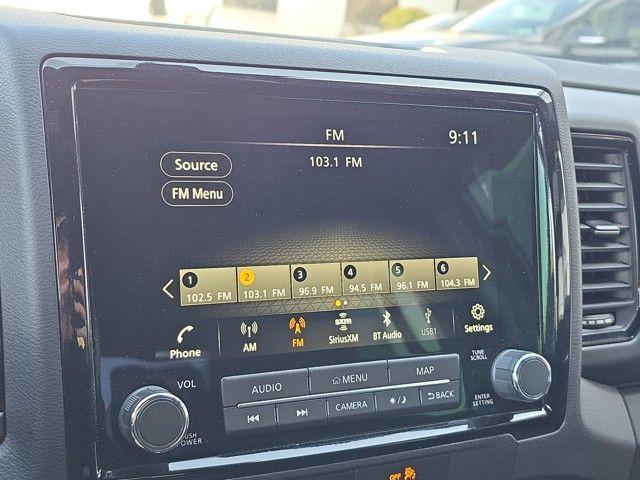 FM
9:11
Source
103.1 FM
FM Menu
1 2 3 4 5 6
102.5 FM 103.1 FM 96.9 FM 94.5 FM 96.1 FM 104.3 FM
Phone AM FM SiriusXM BT Audio USB1 Settings
VOL
AUDIO MENU MAP
TUNE
SCROLL
CAMERA BACK
PUSH
POWER
ENTER
SETTING